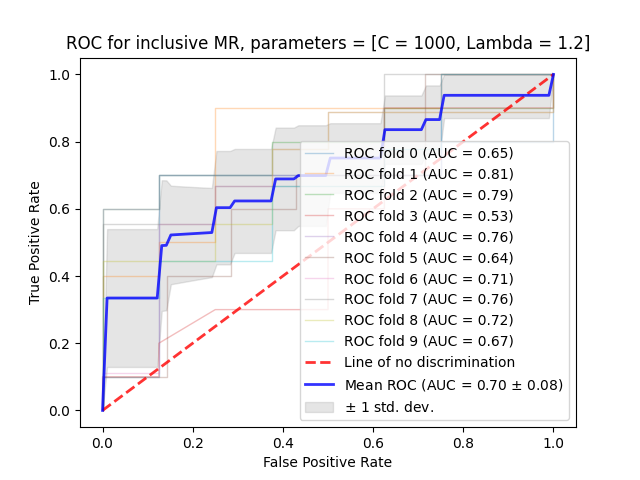 ROC for inclusive MR, parameters = [C = 1000, Lambda = 1.2]
True Positive Rate
1.0
0.8
0.6
0.4
0.2
0.0
ROC fold 0 (AUC = 0.65)
ROC fold 1 (AUC = 0.81)
ROC fold 2 (AUC = 0.79)
ROC fold 3 (AUC = 0.53)
ROC fold 4 (AUC = 0.76)
ROC fold 5 (AUC = 0.64)
ROC fold 6 (AUC = 0.71)
ROC fold 7 (AUC = 0.76)
ROC fold 8 (AUC = 0.72)
ROC fold 9 (AUC = 0.67)
Line of no discrimination
Mean ROC (AUC = 0.70 ± 0.08)
± 1 std. dev.
0.0 0.2 0.4 0.6 0.8 1.0
False Positive Rate